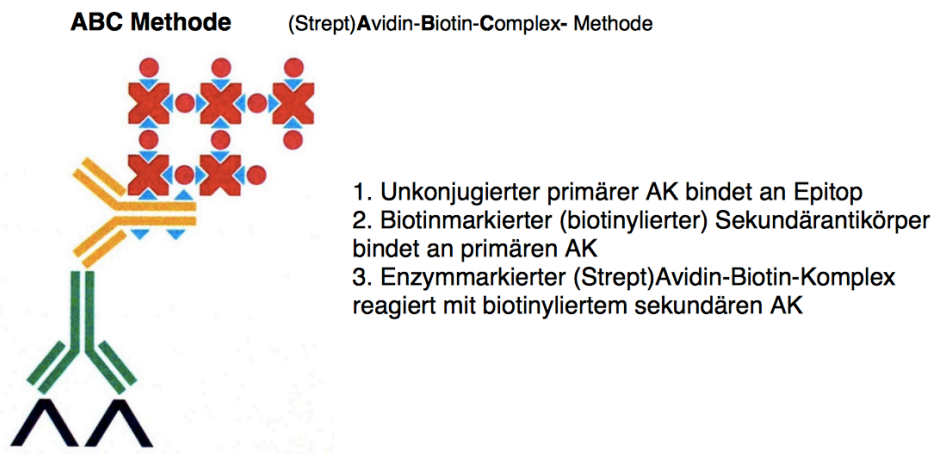 ABC Methode (Strept)Avidin-Biotin-Complex- Methode
1. Unkonjugierter primärer AK bindet an Epitop
2. Biotinmarkierter (biotinylierter) Sekundärantikörper
bindet an primären AK
3. Enzymmarkierter (Strept)Avidin-Biotin-Komplex
reagiert mit biotinyliertem sekundären AK